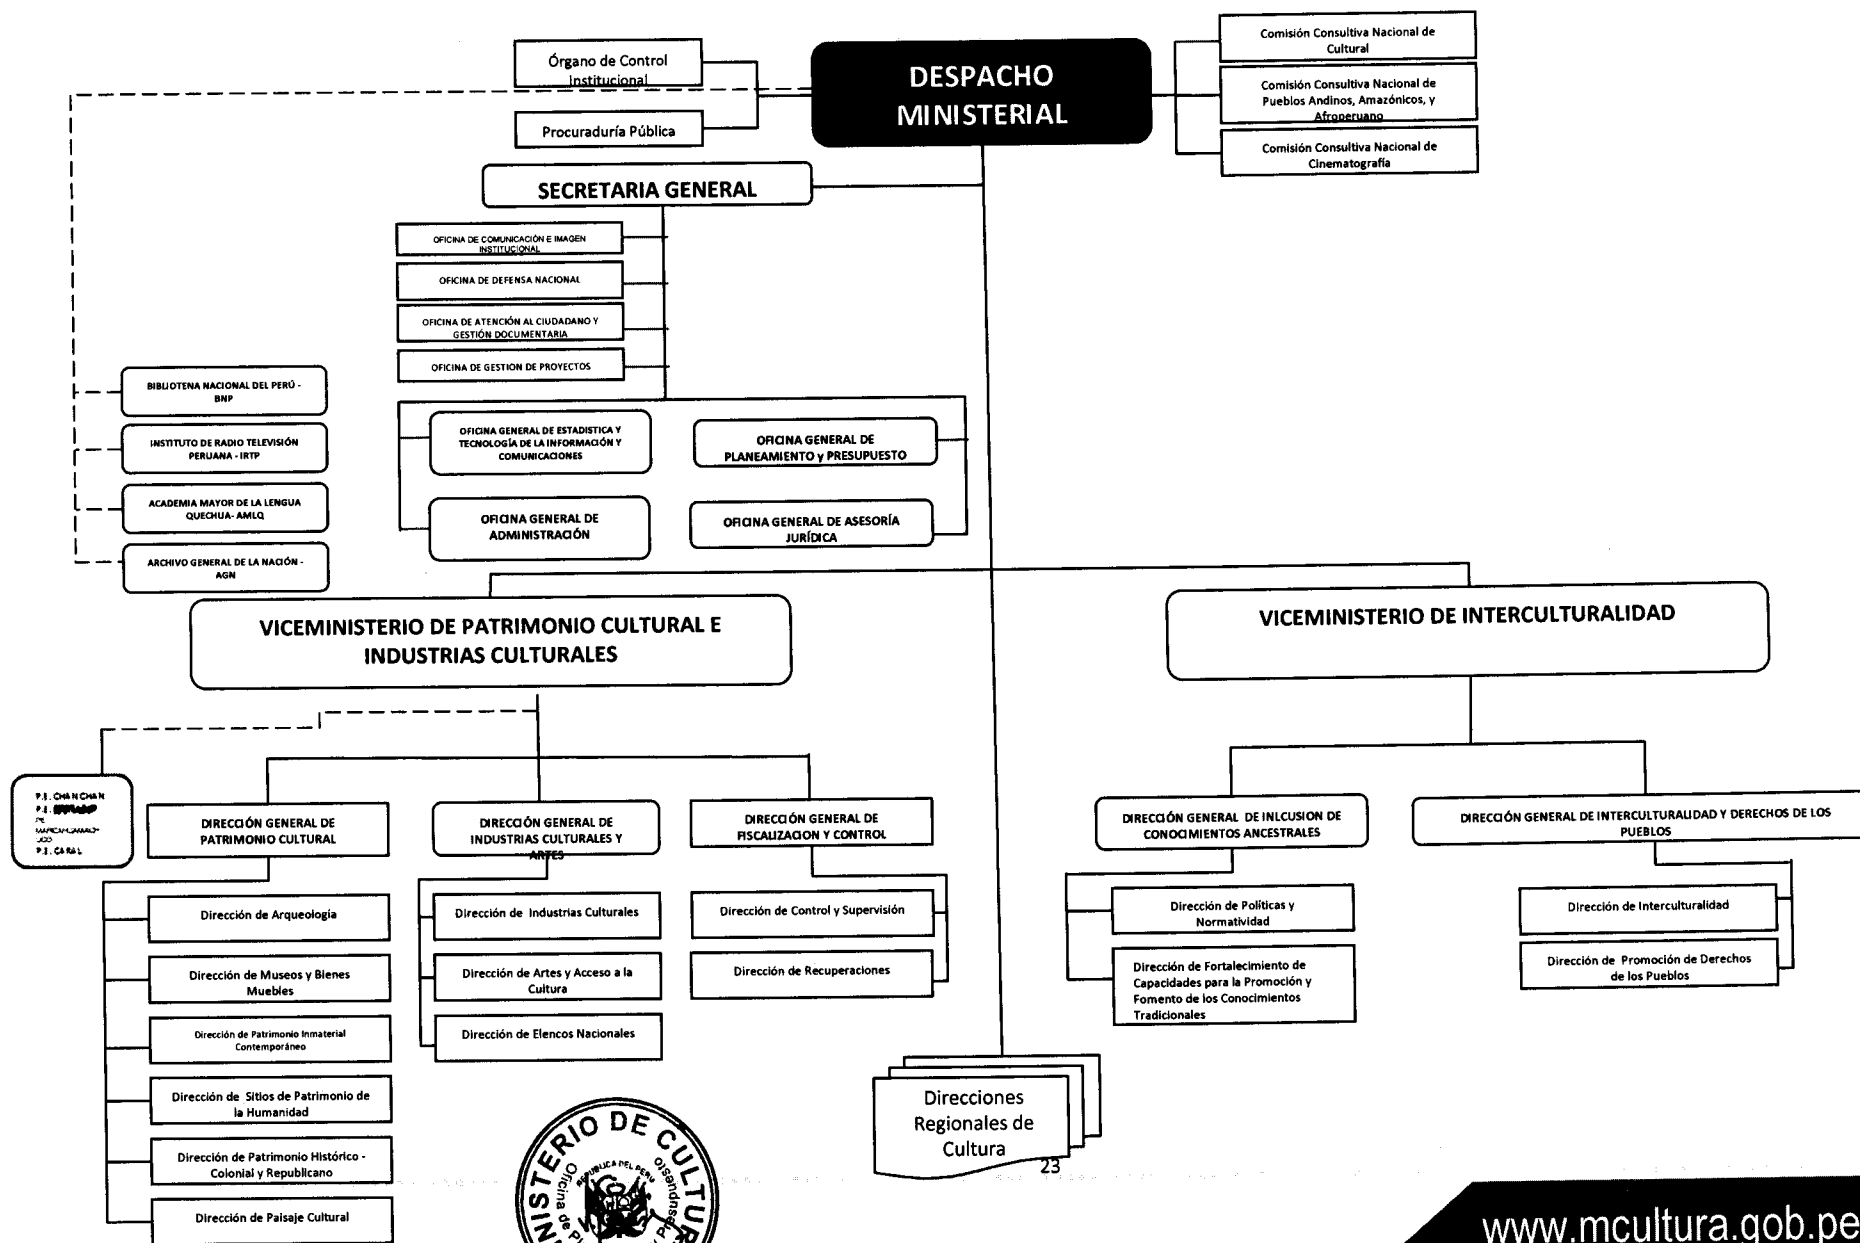 Órgano de Control
Institucional
Procuraduría Pública
DESPACHO
MINISTERIAL
Comisión Consultiva Nacional de
Cultural
Comisión Consultiva Nacional de
Pueblos Andinos, Amazónicos, y
Afroperuano
Comisión Consultiva Nacional de
Cinematografía
SECRETARIA GENERAL
OFICINA DE COMUNICACIÓN E IMAGEN
INSTITUCIONAL
OFICINA DE DEFENSA NACIONAL
OFICINA DE ATENCIÓN AL CIUDADANO Y
GESTIÓN DOCUMENTARIA
OFICINA DE GESTION DE PROYECTOS
BIBLIOTENA NACIONAL DEL PERÚ -
BNP
INSTITUTO DE RADIO TELEVISIÓN
PERUANA - IRTP
ACADEMIA MAYOR DE LA LENGUA
QUECHUA- AMLQ
ARCHIVO GENERAL DE LA NACIÓN -
AGN
OFICINA GENERAL DE ESTADISTICA Y
TECNOLOGÍA DE LA INFORMACIÓN Y
COMUNICACIONES
OFICINA GENERAL DE
PLANEAMIENTO y PRESUPUESTO
OFICINA GENERAL DE
ADMINISTRACIÓN
OFICINA GENERAL DE ASESORÍA
JURÍDICA
VICEMINISTERIO DE PATRIMONIO CULTURAL E
INDUSTRIAS CULTURALES
VICEMINISTERIO DE INTERCULTURALIDAD
P.E. CHAN CHAN
P.E.
P.E. CARAL
DIRECCIÓN GENERAL DE
PATRIMONIO CULTURAL
DIRECCIÓN GENERAL DE
INDUSTRIAS CULTURALES Y
ARTES
DIRECCIÓN GENERAL DE
FISCALIZACION Y CONTROL
DIRECCIÓN GENERAL DE INLCUSION DE
CONOCIMIENTOS ANCESTRALES
DIRECCIÓN GENERAL DE INTERCULTURALIDAD Y DERECHOS DE LOS
PUEBLOS
Dirección de Arqueología
Dirección de Museos y Bienes
Muebles
Dirección de Patrimonio Inmaterial
Contemporáneo
Dirección de Sitios de Patrimonio de
la Humanidad
Dirección de Patrimonio Histórico -
Colonial y Republicano
Dirección de Paisaje Cultural
Dirección de Industrias Culturales
Dirección de Artes y Acceso a la
Cultura
Dirección de Elencos Nacionales
Dirección de Control y Supervisión
Dirección de Recuperaciones
Dirección de Políticas y
Normatividad
Dirección de Fortalecimiento de
Capacidades para la Promoción y
Fomento de los Conocimientos
Tradicionales
Dirección de Interculturalidad
Dirección de Promoción de Derechos
de los Pueblos
Direcciones
Regionales de
Cultura
23
MINISTERIO DE CULTUR
REPUBLICA DEL PERU
Oficina de
y Presupuesto
www.mcultura.gob.pe